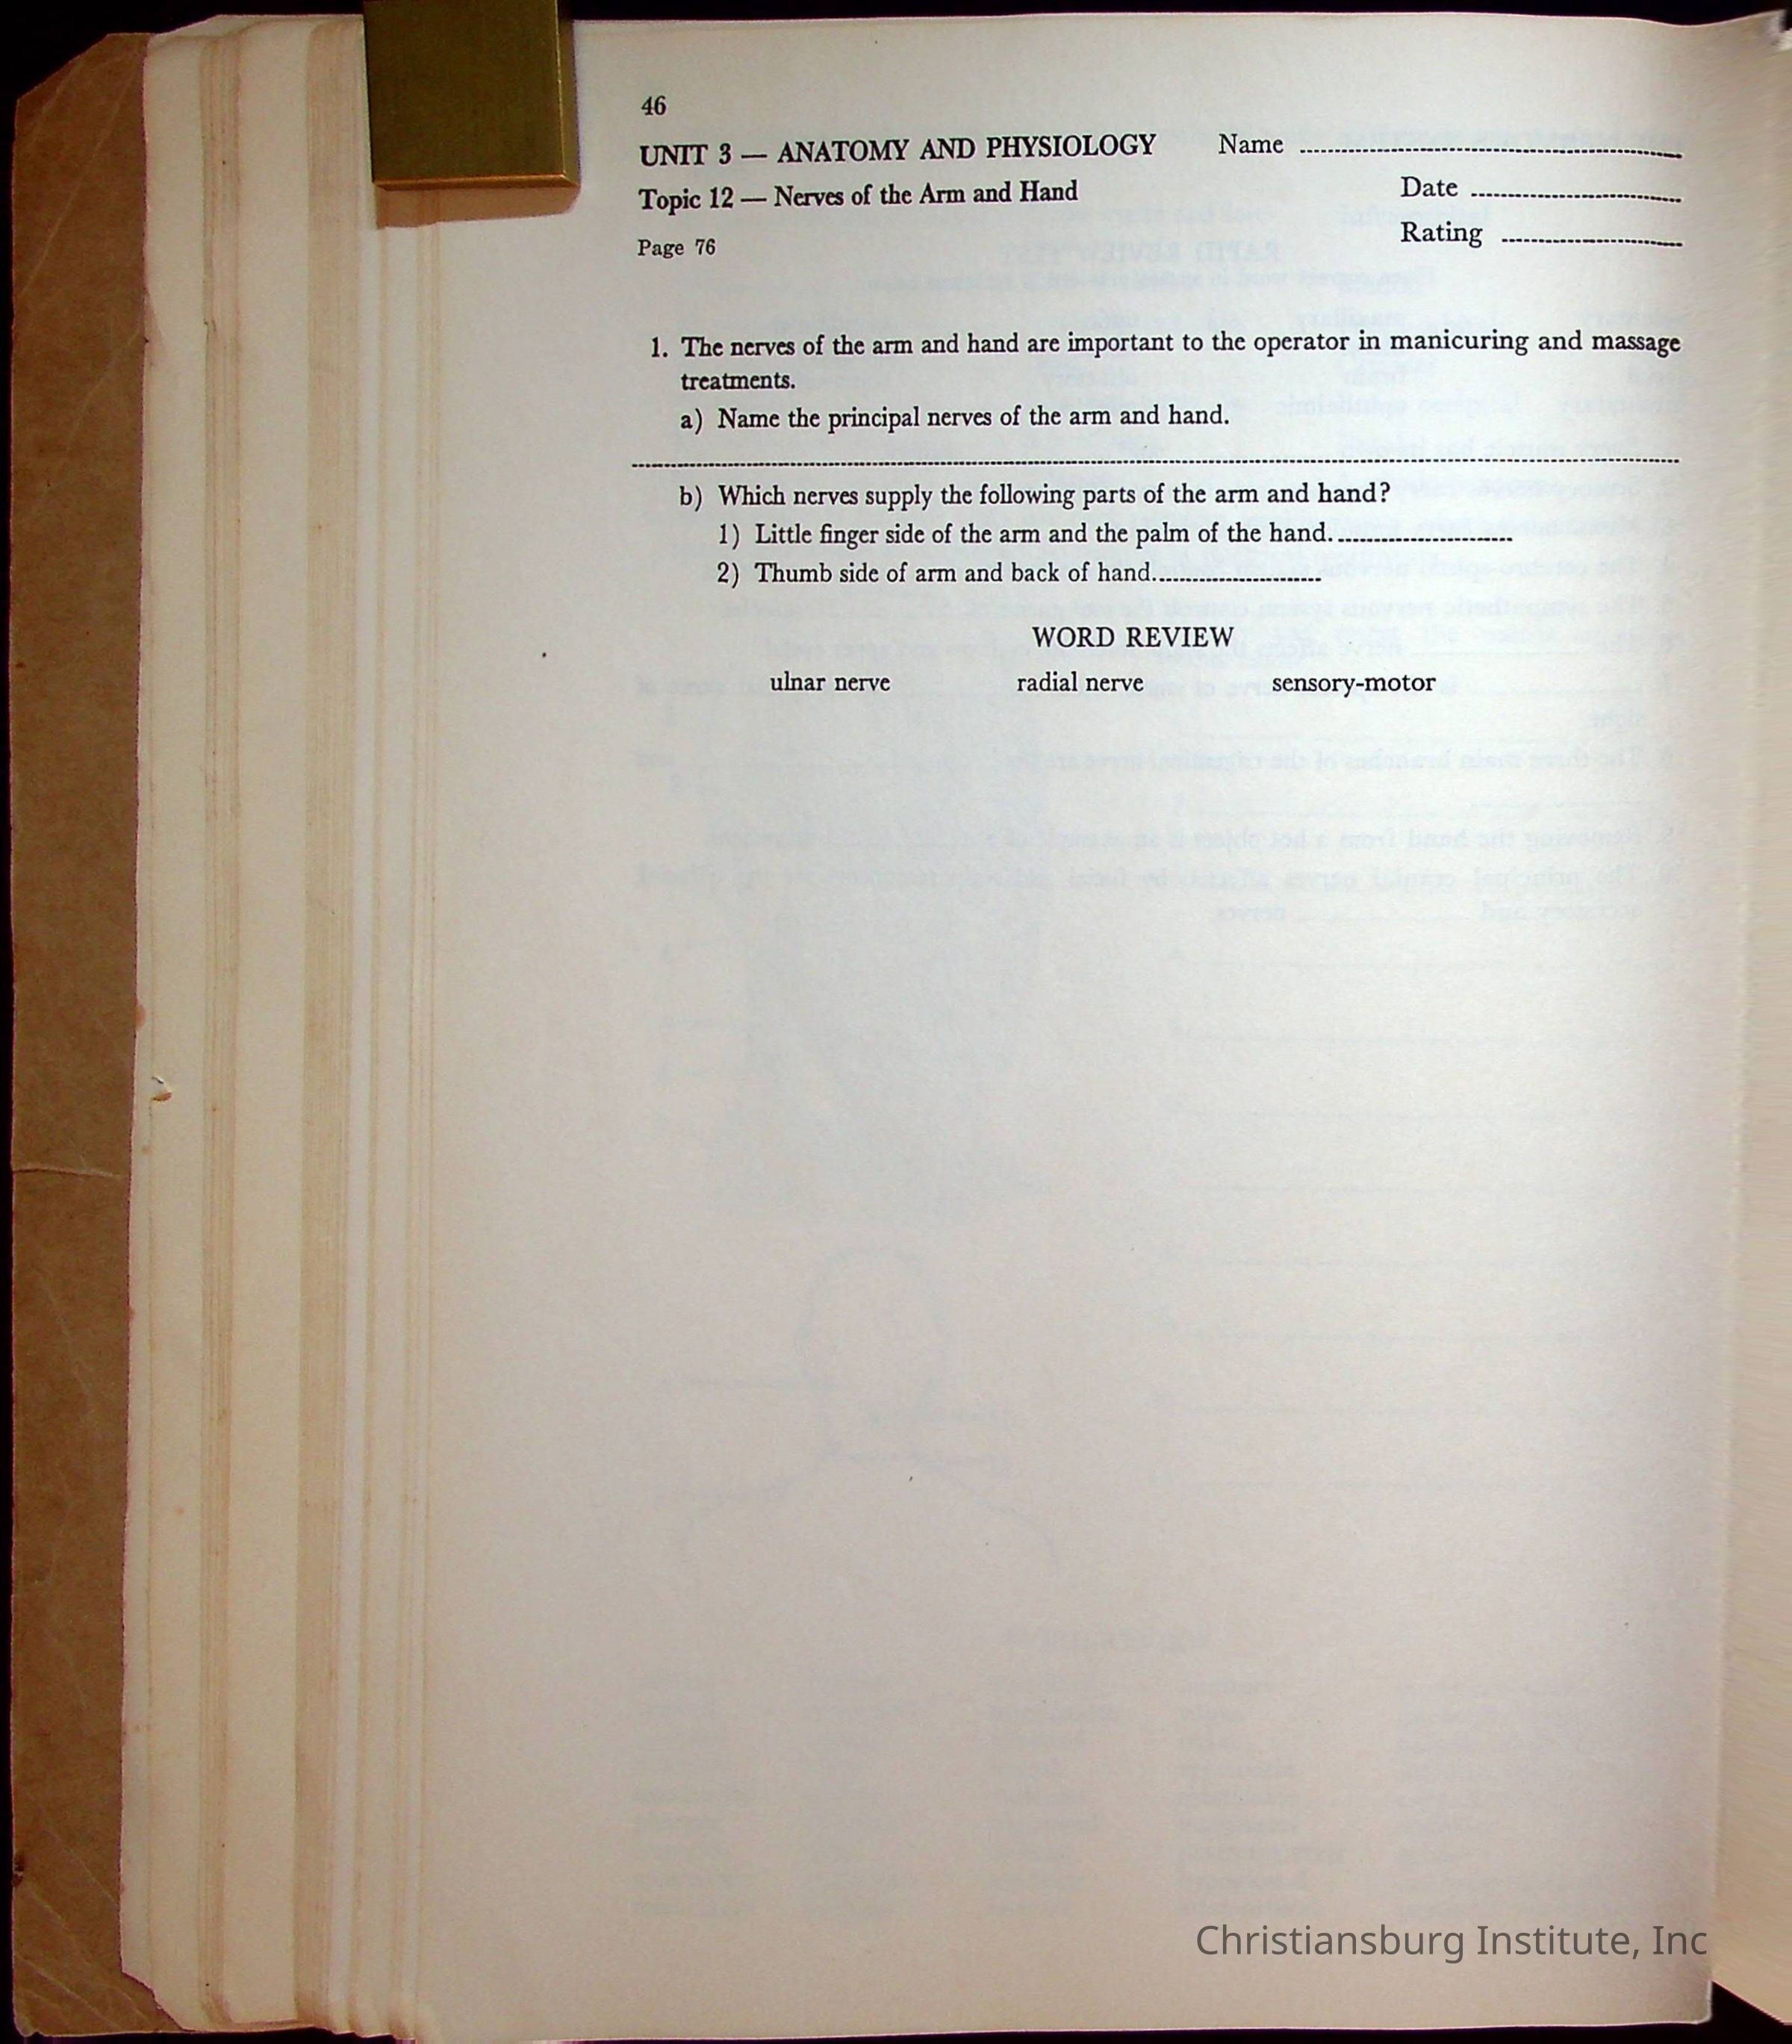 46
UNIT 3 — ANATOMY AND PHYSIOLOGY Name
Topic 12 — Nerves of the Arm and Hand Date
Page 76 Rating
1. The nerves of the arm and hand are important to the operator in manicuring and massage
treatments.
a) Name the principal nerves of the arm and hand.
b) Which nerves supply the following parts of the arm and hand?
1) Little finger side of the arm and the palm of the hand.
2) Thumb side of arm and back of hand.
WORD REVIEW
ulnar nerve radial nerve sensory-motor
Christiansburg Institute, Inc